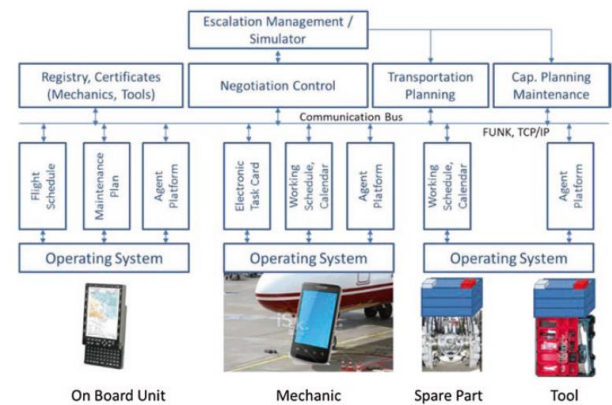 Escalation Management /
Simulator
Registry, Certificates
(Mechanics, Tools)
Negotiation Control
Transportation
Planning
Cap. Planning
Maintenance
Communication Bus
FUNK, TCP/IP
Flight
Schedule
Maintenance
Plan
Agent
Platform
Electronic
Task Card
Working
Schedule,
Calendar
Agent
Platform
Working
Schedule,
Calendar
Agent
Platform
Operating System
Operating System
Operating System
On Board Unit
Mechanic
Spare Part
Tool